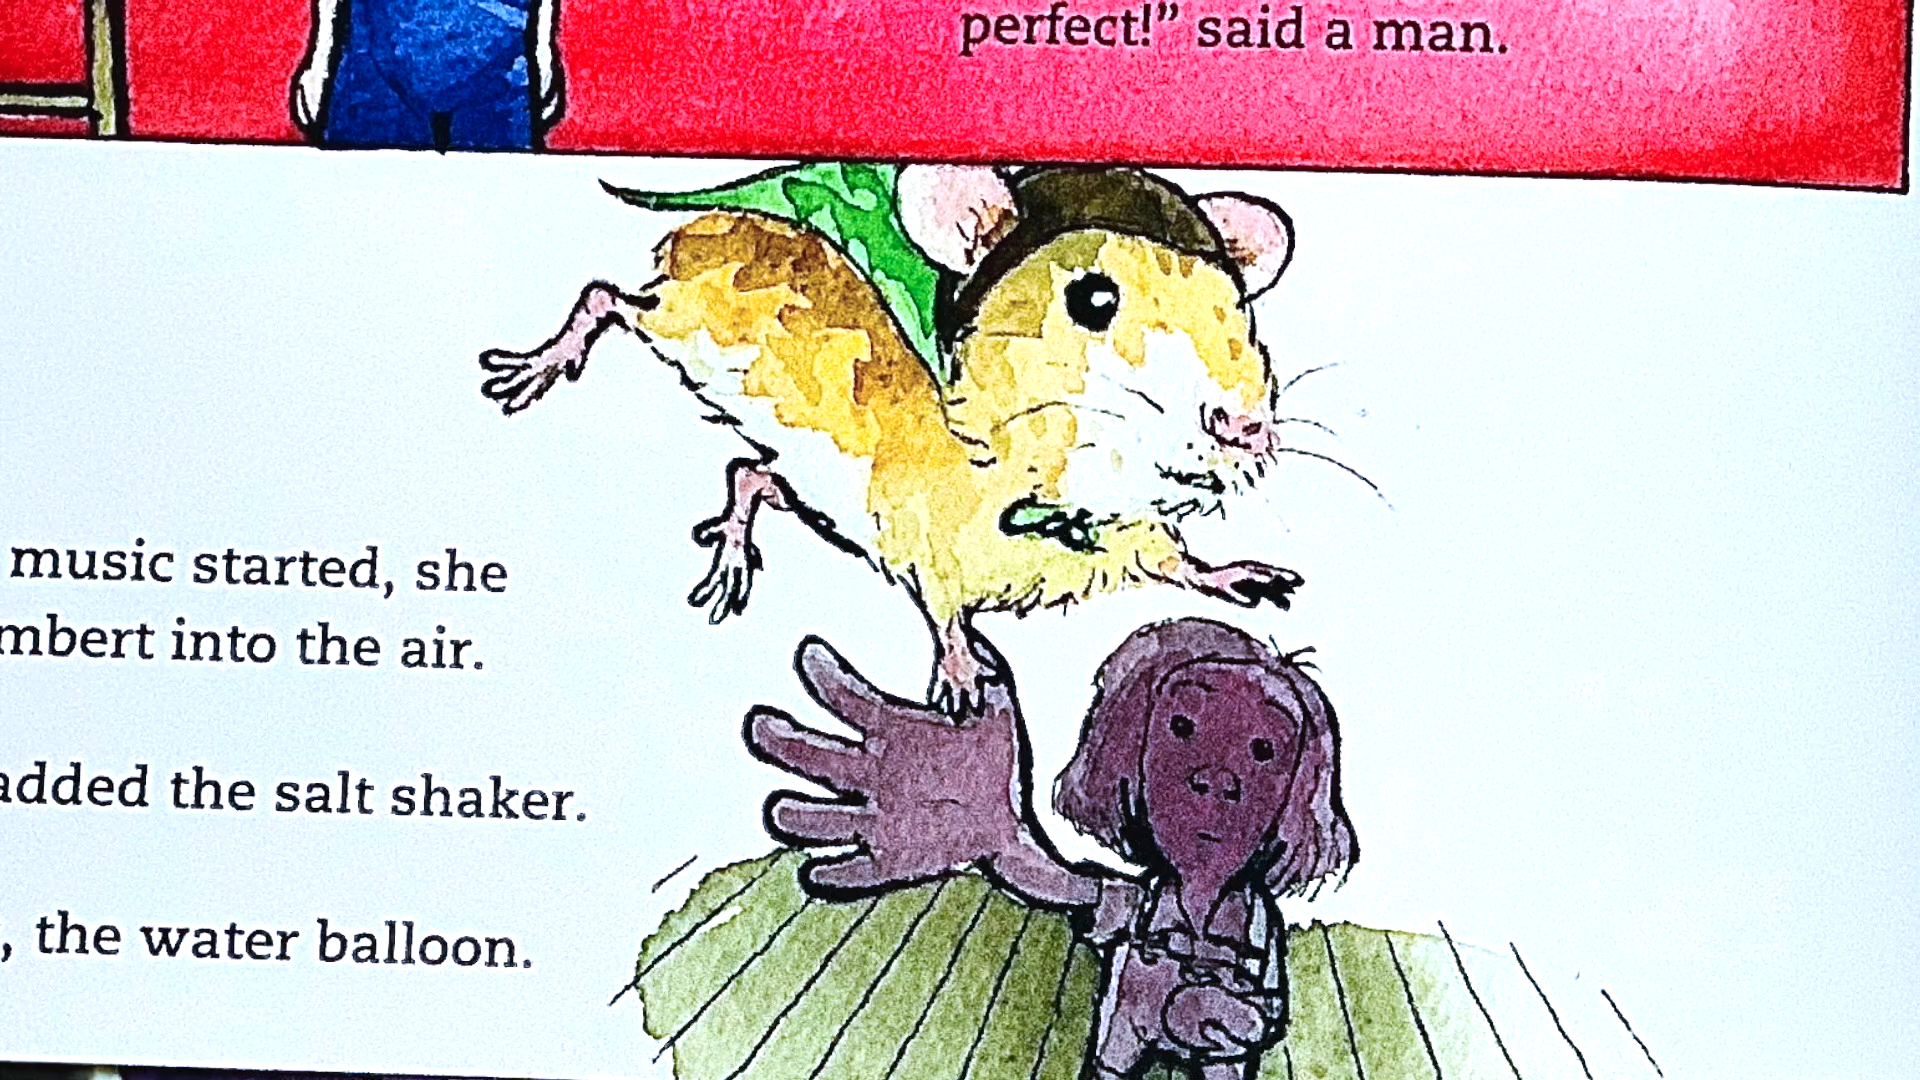 perfect!” said a man.
music started, she
mbert into the air.
added the salt shaker.
, the water balloon.